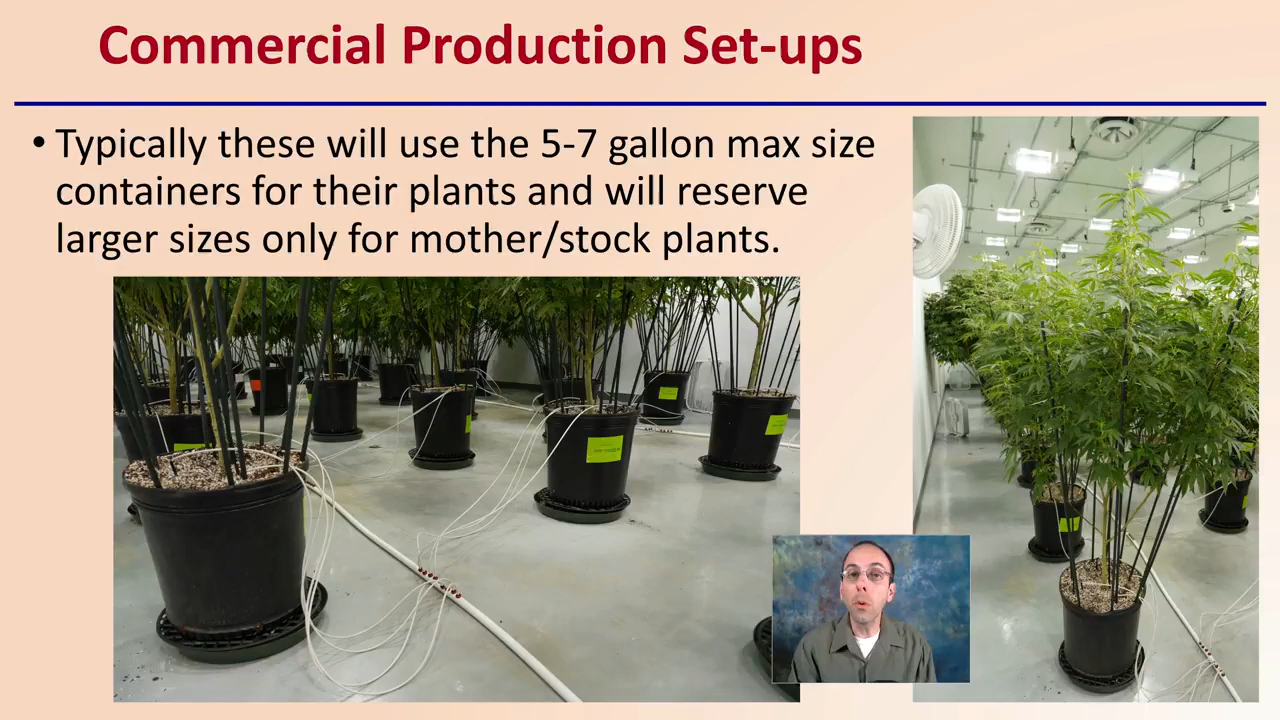 Commercial Production Set-ups
• Typically these will use the 5-7 gallon max size
containers for their plants and will reserve
larger sizes only for mother/stock plants.